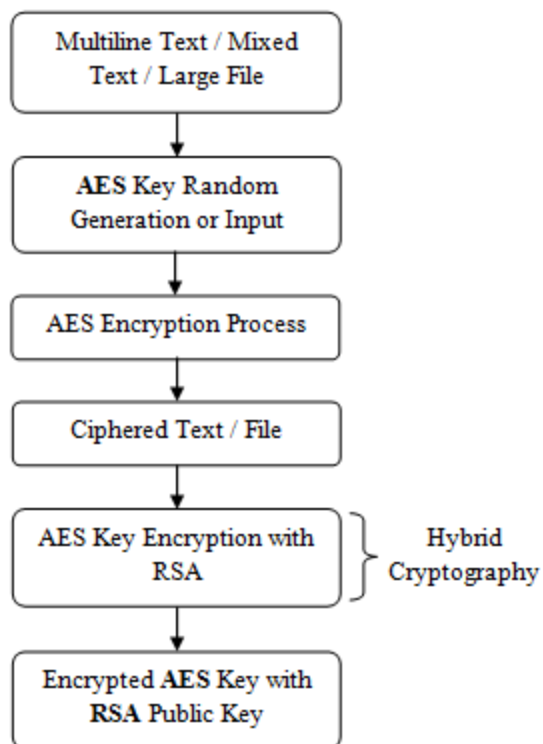 Multiline Text / Mixed
Text / Large File
AES Key Random
Generation or Input
AES Encryption Process
Ciphered Text / File
AES Key Encryption with
RSA
Hybrid
Cryptography
Encrypted AES Key with
RSA Public Key